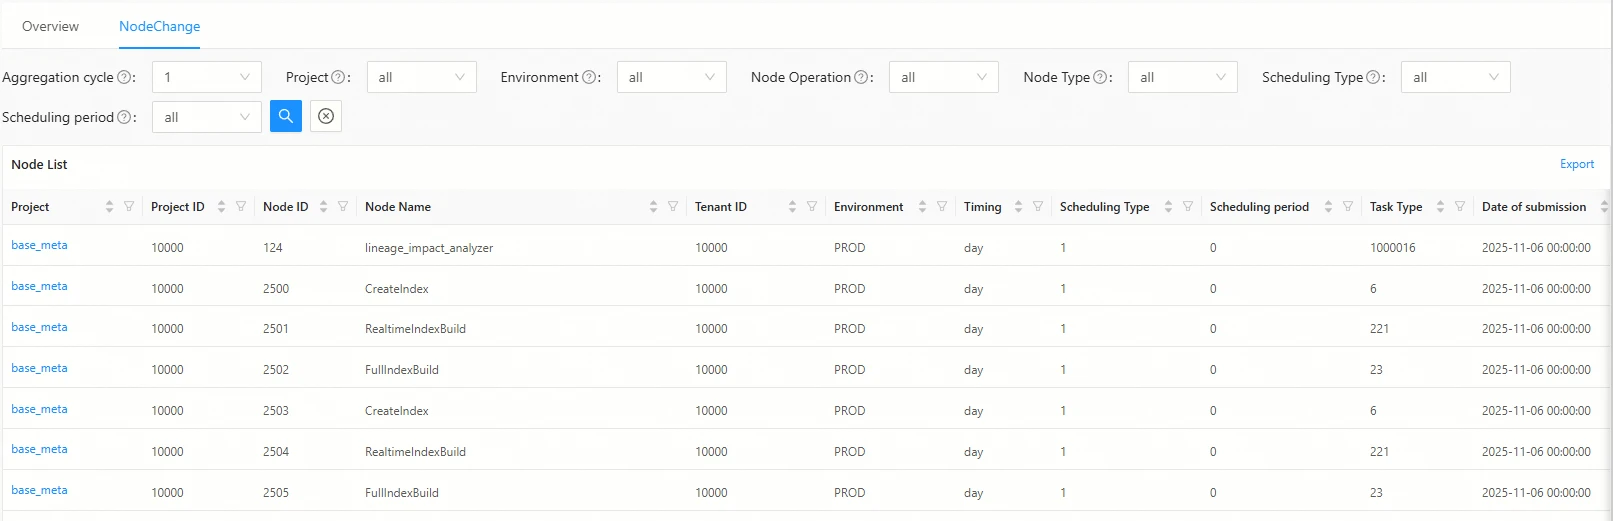 Overview NodeChange
Aggregation cycle ? : 1 Project ? : all Environment ? : all Node Operation ? : all Node Type ? : all Scheduling Type ? : all
Scheduling period ? : all
Node List Export
Project Project ID Node ID Node Name Tenant ID Environment Timing Scheduling Type Scheduling period Task Type Date of submission
base_meta 10000 124 lineage_impact_analyzer 10000 PROD day 1 0 1000016 2025-11-06 00:00:00
base_meta 10000 2500 CreateIndex 10000 PROD day 1 0 6 2025-11-06 00:00:00
base_meta 10000 2501 RealtimeIndexBuild 10000 PROD day 1 0 221 2025-11-06 00:00:00
base_meta 10000 2502 FullIndexBuild 10000 PROD day 1 0 23 2025-11-06 00:00:00
base_meta 10000 2503 CreateIndex 10000 PROD day 1 0 6 2025-11-06 00:00:00
base_meta 10000 2504 RealtimeIndexBuild 10000 PROD day 1 0 221 2025-11-06 00:00:00
base_meta 10000 2505 FullIndexBuild 10000 PROD day 1 0 23 2025-11-06 00:00:00